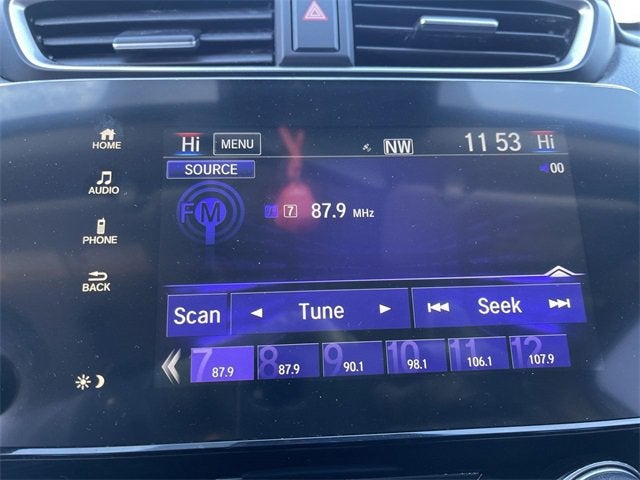 HOME
AUDIO
PHONE
BACK
Hi MENU NW 11 53 Hi
SOURCE 00
FM 7 87.9 MHz
Scan Tune Seek
7 87.9 8 87.9 9 90.1 10 98.1 11 106.1 12 107.9